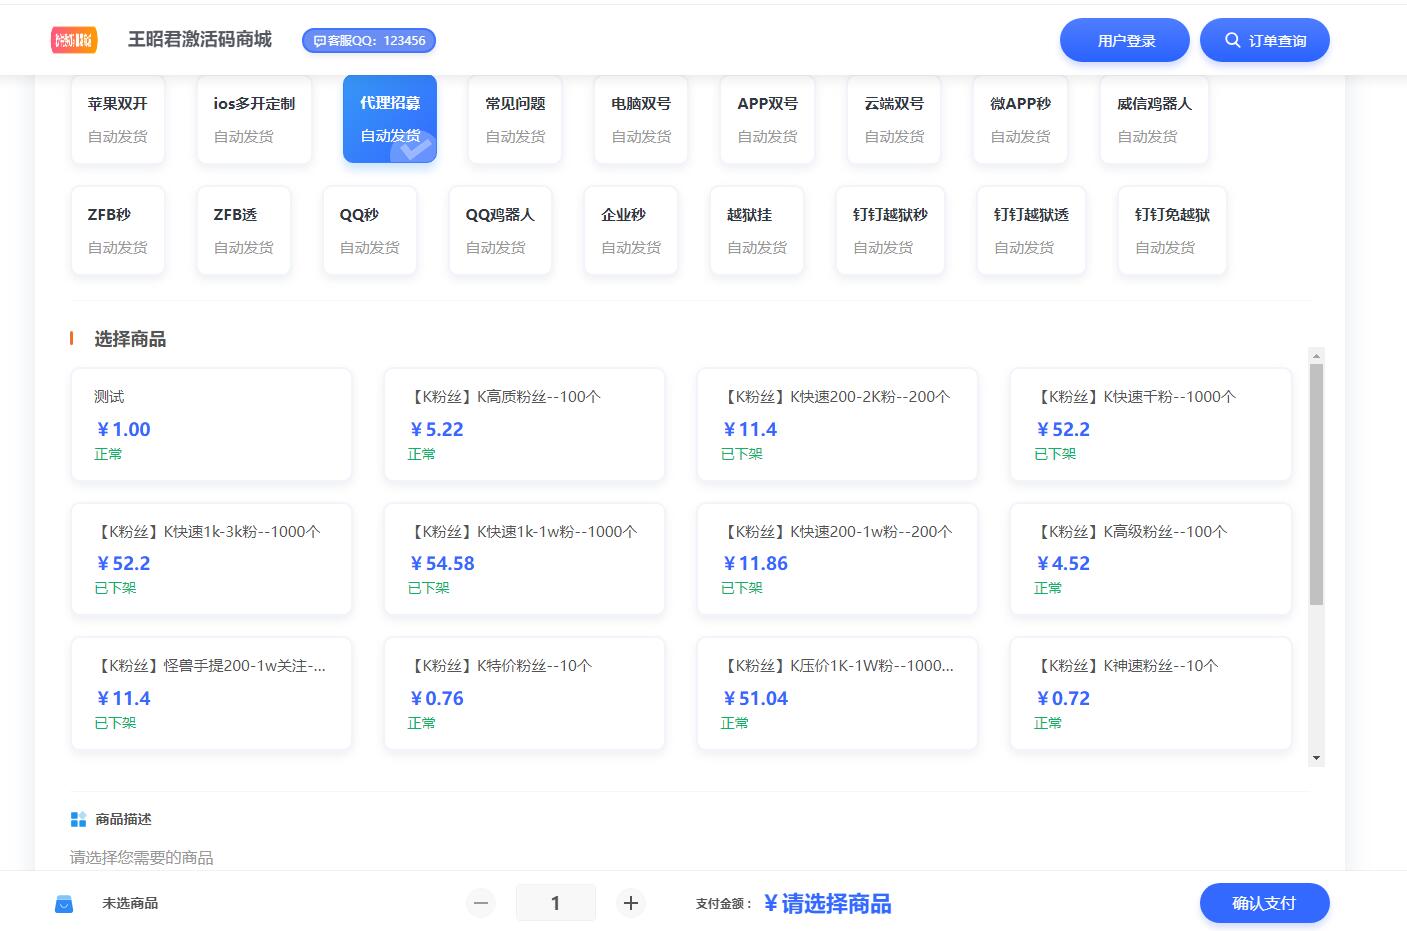 王昭君激活码商城
客服QQ：123456
用户登录
订单查询
苹果双开
自动发货
ios多开定制
自动发货
代理招募
自动发货
常见问题
自动发货
电脑双号
自动发货
APP双号
自动发货
云端双号
自动发货
微APP秒
自动发货
威信鸡器人
自动发货
ZFB秒
自动发货
ZFB透
自动发货
QQ秒
自动发货
QQ鸡器人
自动发货
企业秒
自动发货
越狱挂
自动发货
钉钉越狱秒
自动发货
钉钉越狱透
自动发货
钉钉免越狱
自动发货
选择商品
测试
￥1.00
正常
【K粉丝】K高质粉丝--100个
￥5.22
正常
【K粉丝】K快速200-2K粉--200个
￥11.4
已下架
【K粉丝】K快速千粉--1000个
￥52.2
已下架
【K粉丝】K快速1k-3k粉--1000个
￥52.2
已下架
【K粉丝】K快速1k-1w粉--1000个
￥54.58
已下架
【K粉丝】K快速200-1w粉--200个
￥11.86
已下架
【K粉丝】K高级粉丝--100个
￥4.52
正常
【K粉丝】怪兽手提200-1w关注-...
￥11.4
已下架
【K粉丝】K特价粉丝--10个
￥0.76
正常
【K粉丝】K压价1K-1W粉--1000...
￥51.04
正常
【K粉丝】K神速粉丝--10个
￥0.72
正常
商品描述
请选择您需要的商品
未选商品
1
支付金额：
￥请选择商品
确认支付